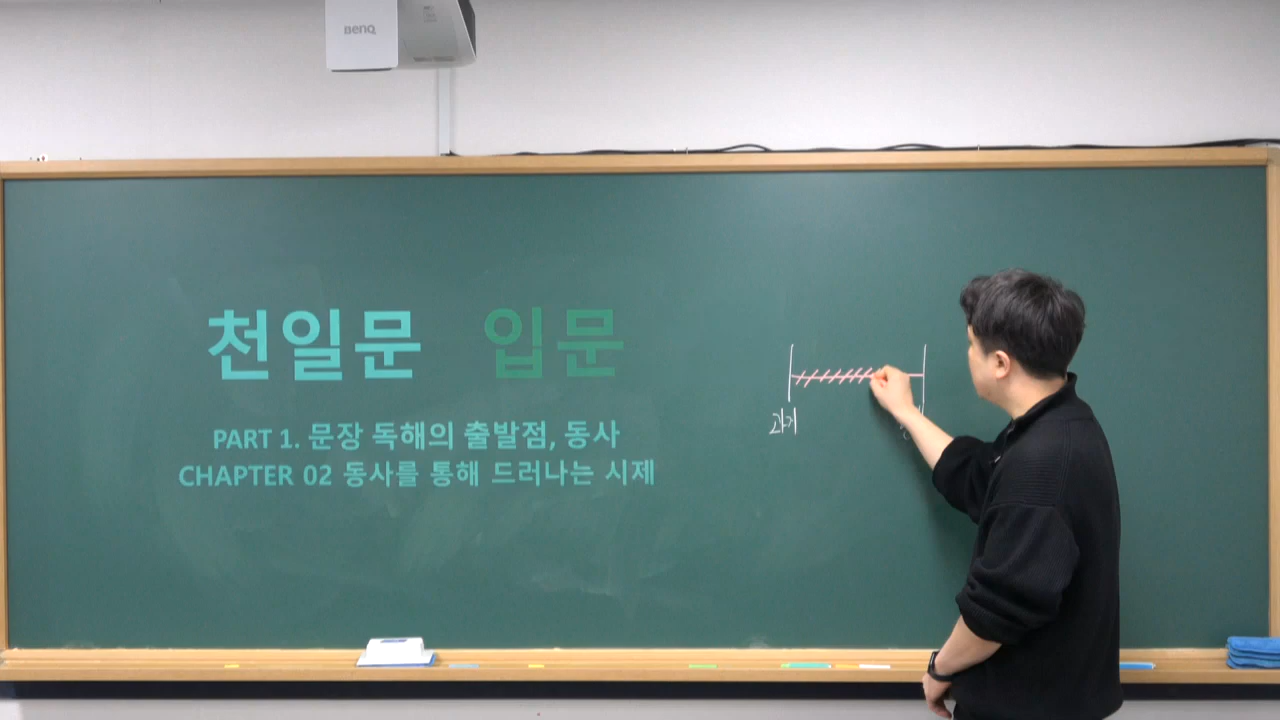 BenQ
천일문 입문
PART 1. 문장 독해의 출발점, 동사
CHAPTER 02 동사를 통해 드러나는 시제
과거